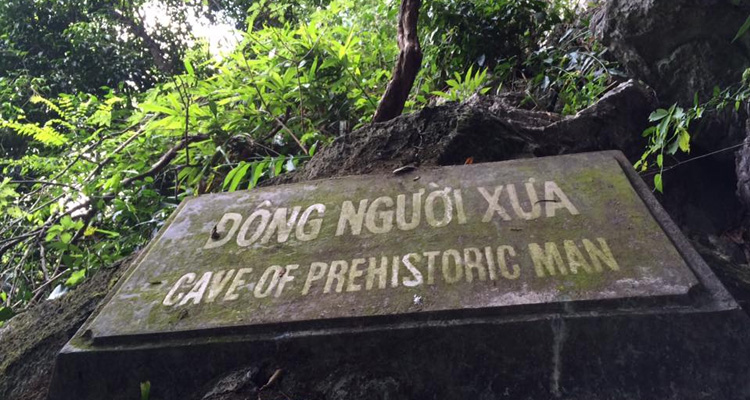 ĐỘNG NGƯỜI XƯA
CAVE OF PREHISTORIC MAN